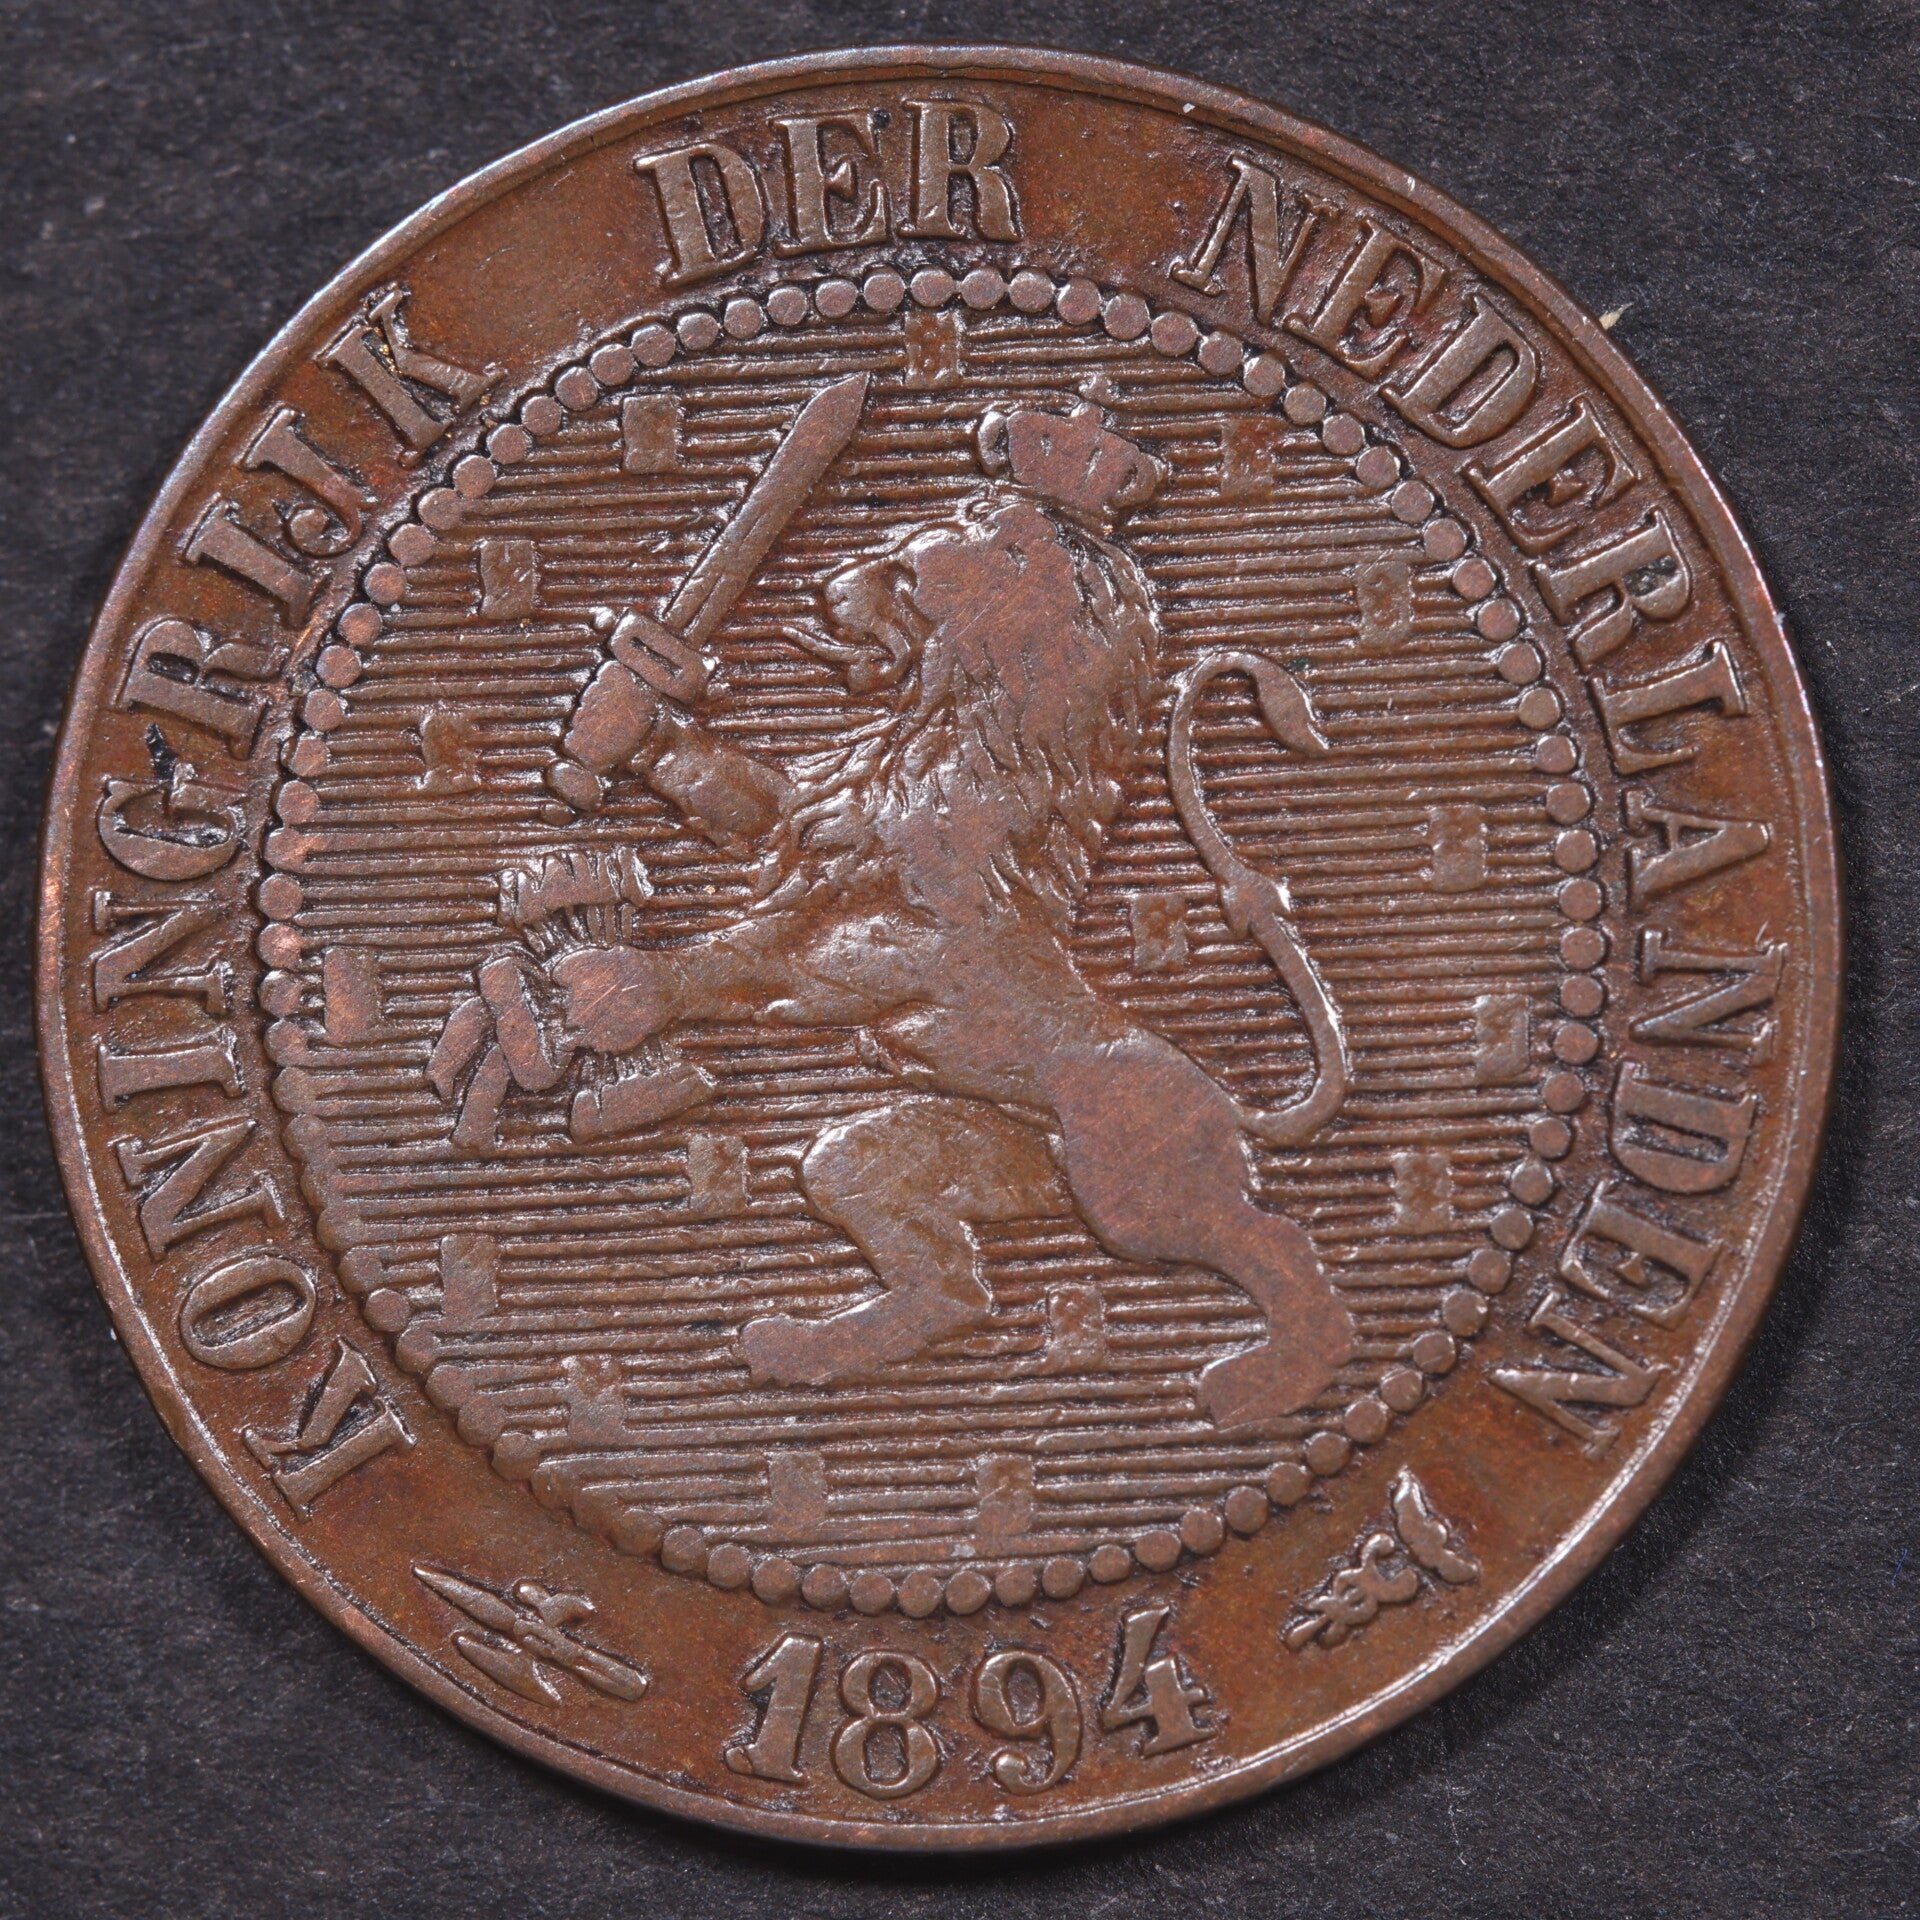 KONINGRIJK DER NEDERLANDEN
1894